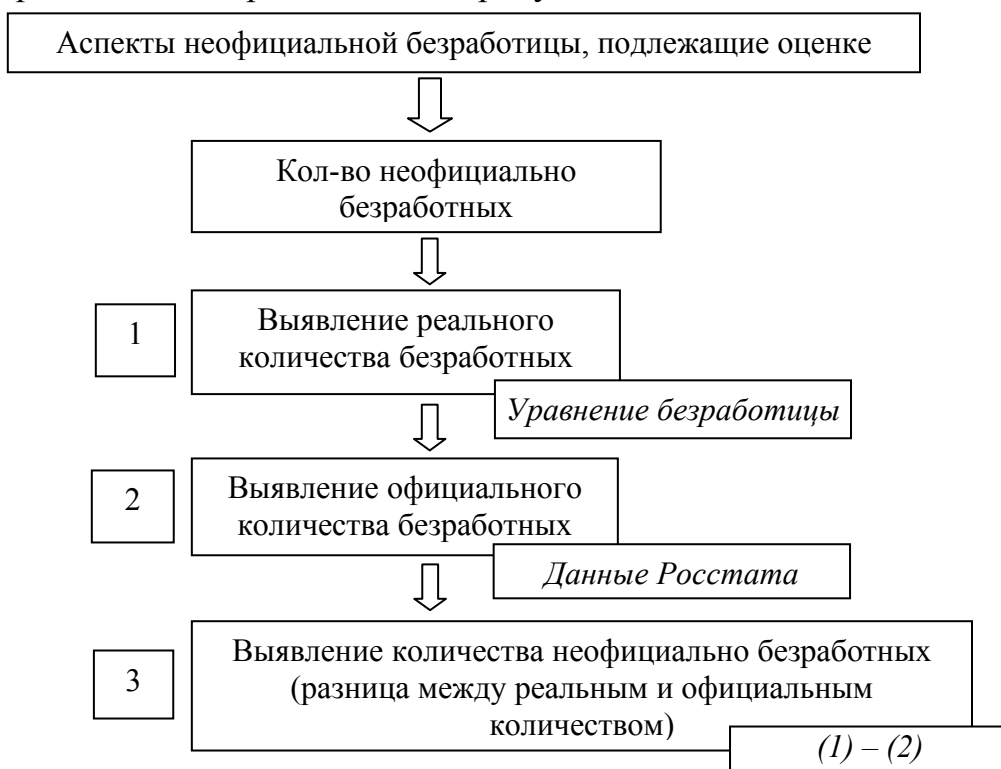 Аспекты неофициальной безработицы, подлежащие оценке
Кол-во неофициально
безработных
1
Выявление реального
количества безработных
Уравнение безработицы
2
Выявление официального
количества безработных
Данные Росстата
3
Выявление количества неофициально безработных
(разница между реальным и официальным
количеством)
(1) – (2)